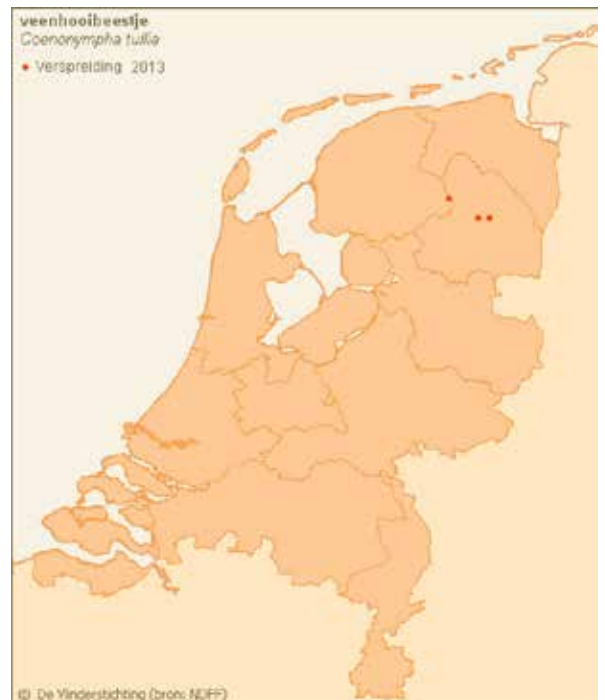 veenhooibeestje
Coenonympha tullia
Verspreiding 2013
© De Vlinderstichting (bron: NDFF)